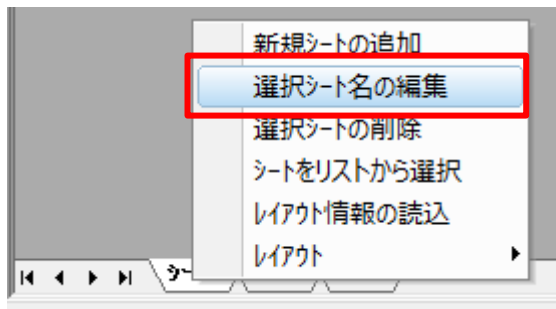 新規ｼｰﾄの追加
選択ｼｰﾄ名の編集
選択ｼｰﾄの削除
ｼｰﾄをﾘｽﾄから選択
ﾚｲｱｳﾄ情報の読込
ﾚｲｱｳﾄ